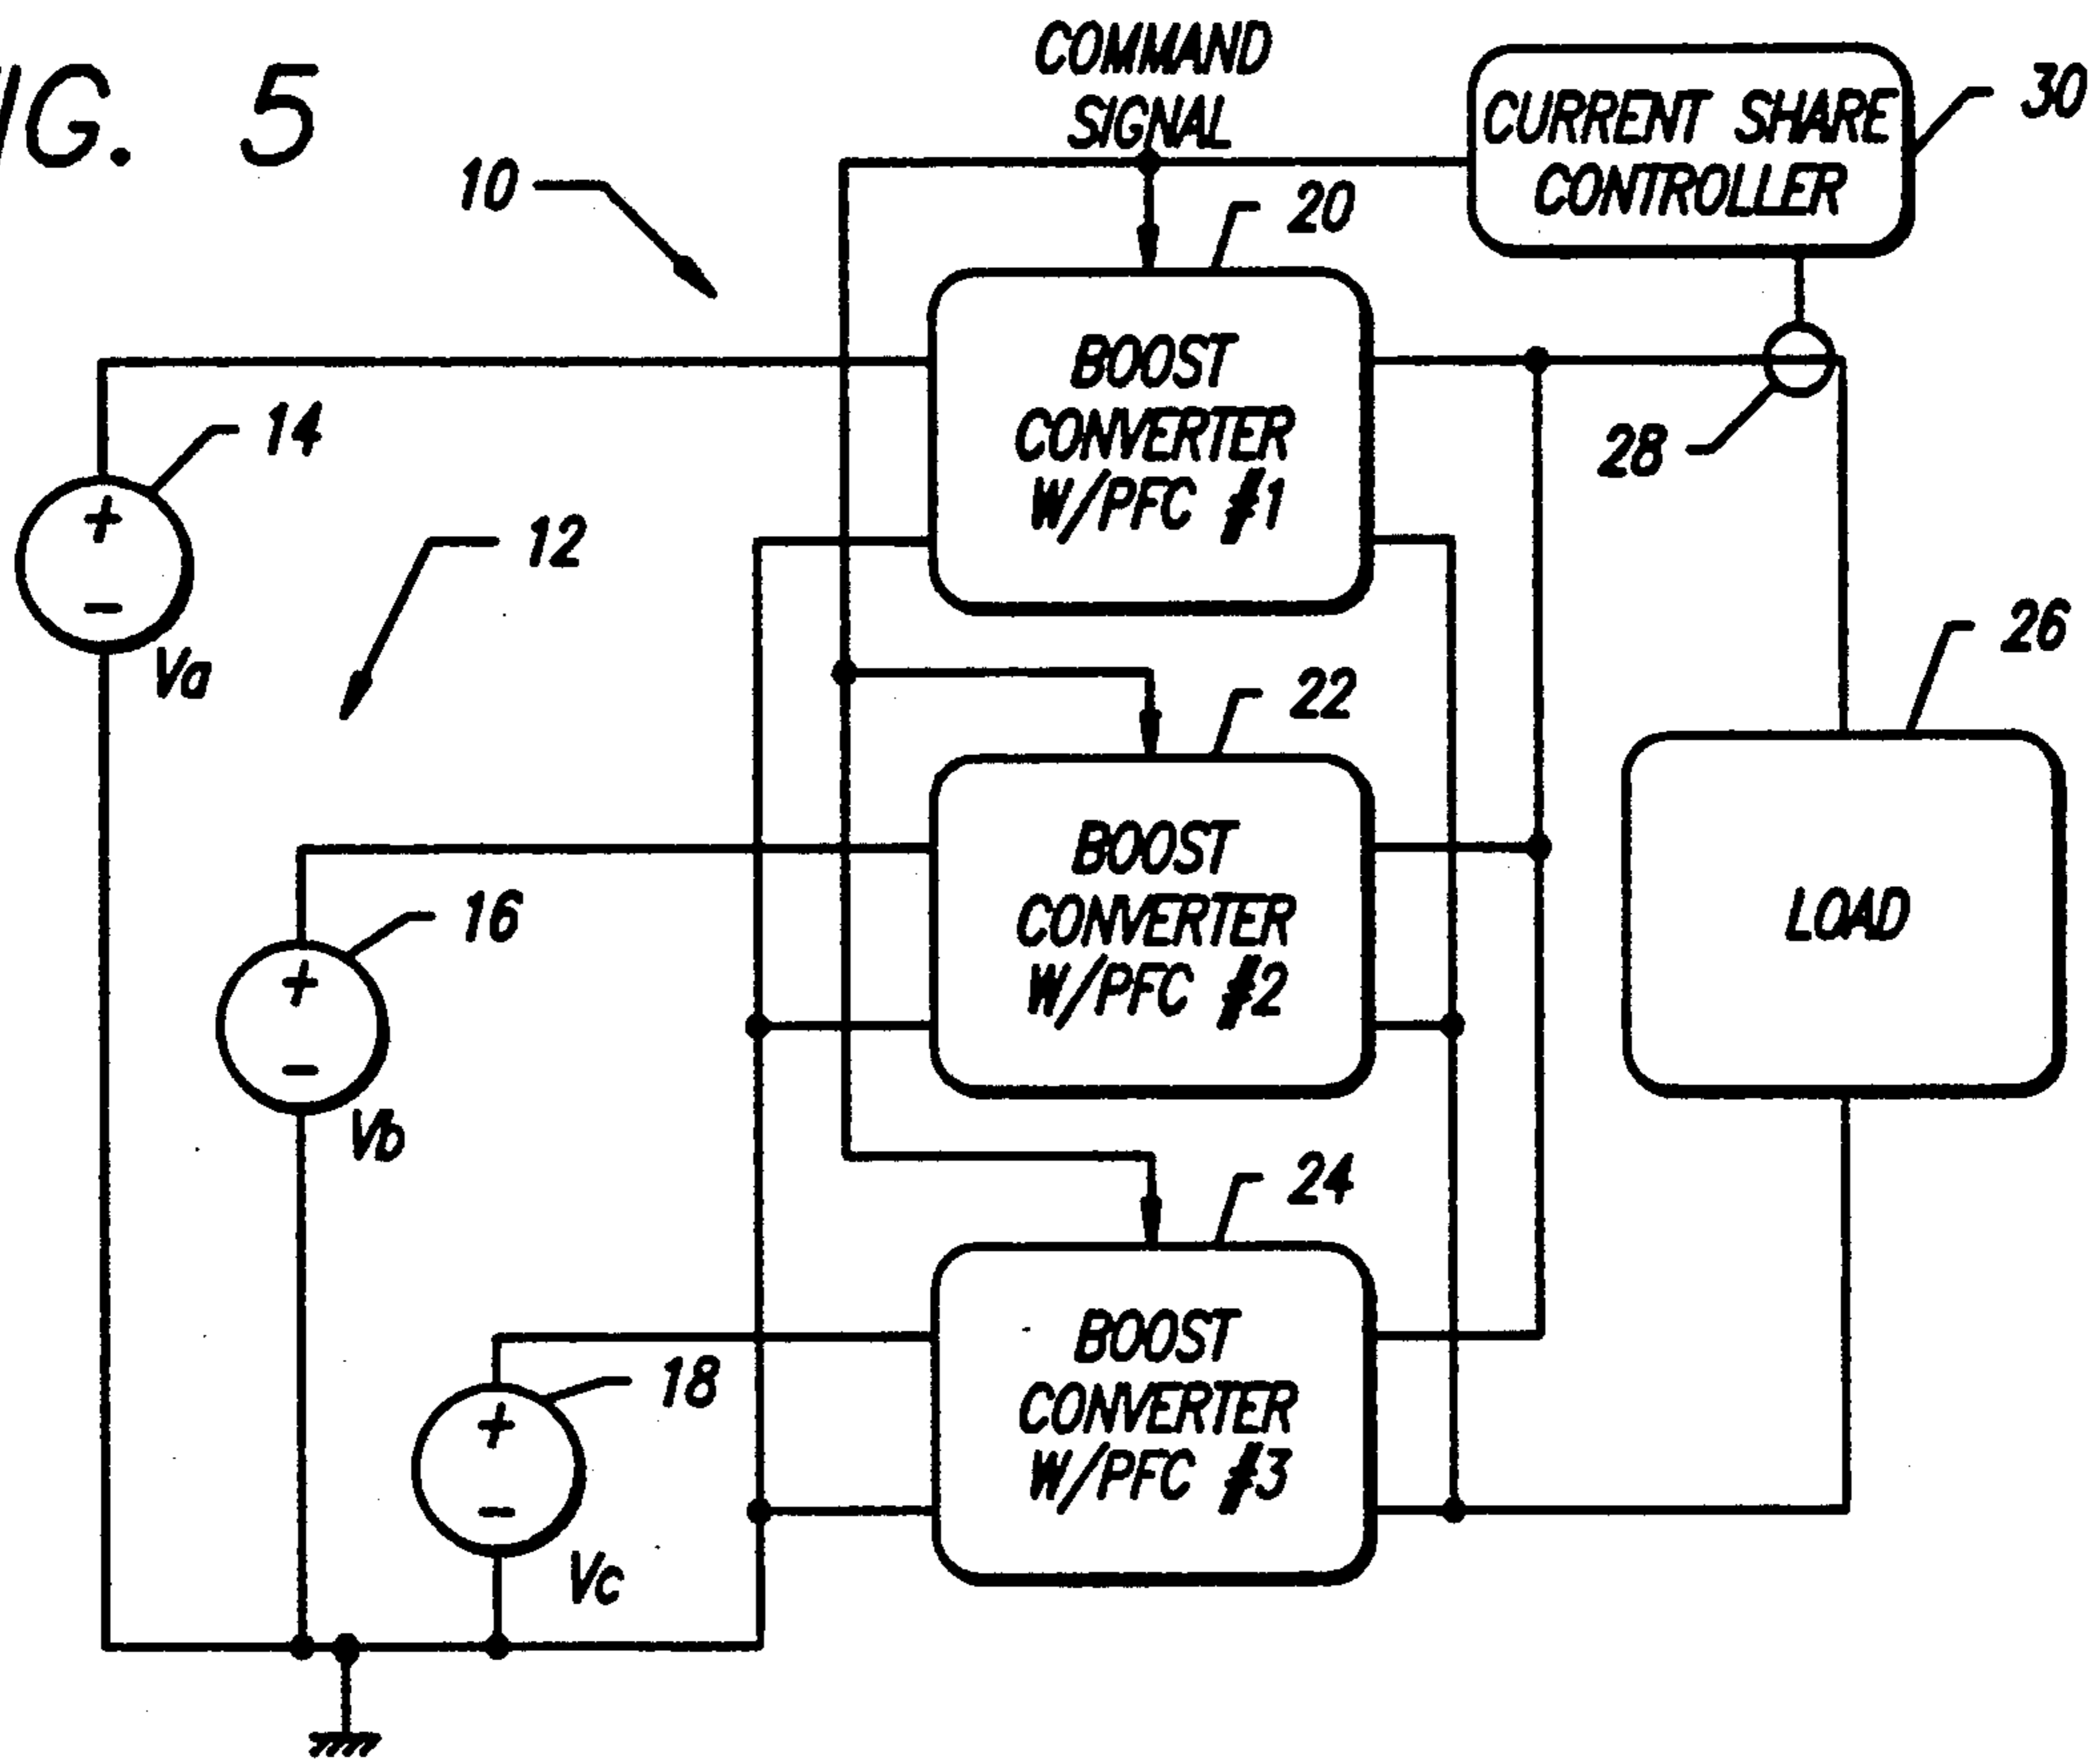 IG. 5
COMMAND
SIGNAL
CURRENT SHARE
CONTROLLER
30
10
20
BOOST
CONVERTER
W/PFC #1
28
14
+
−
Va
12
26
22
BOOST
CONVERTER
W/PFC #2
LOAD
16
+
−
Vb
24
BOOST
CONVERTER
W/PFC #3
18
+
−
Vc